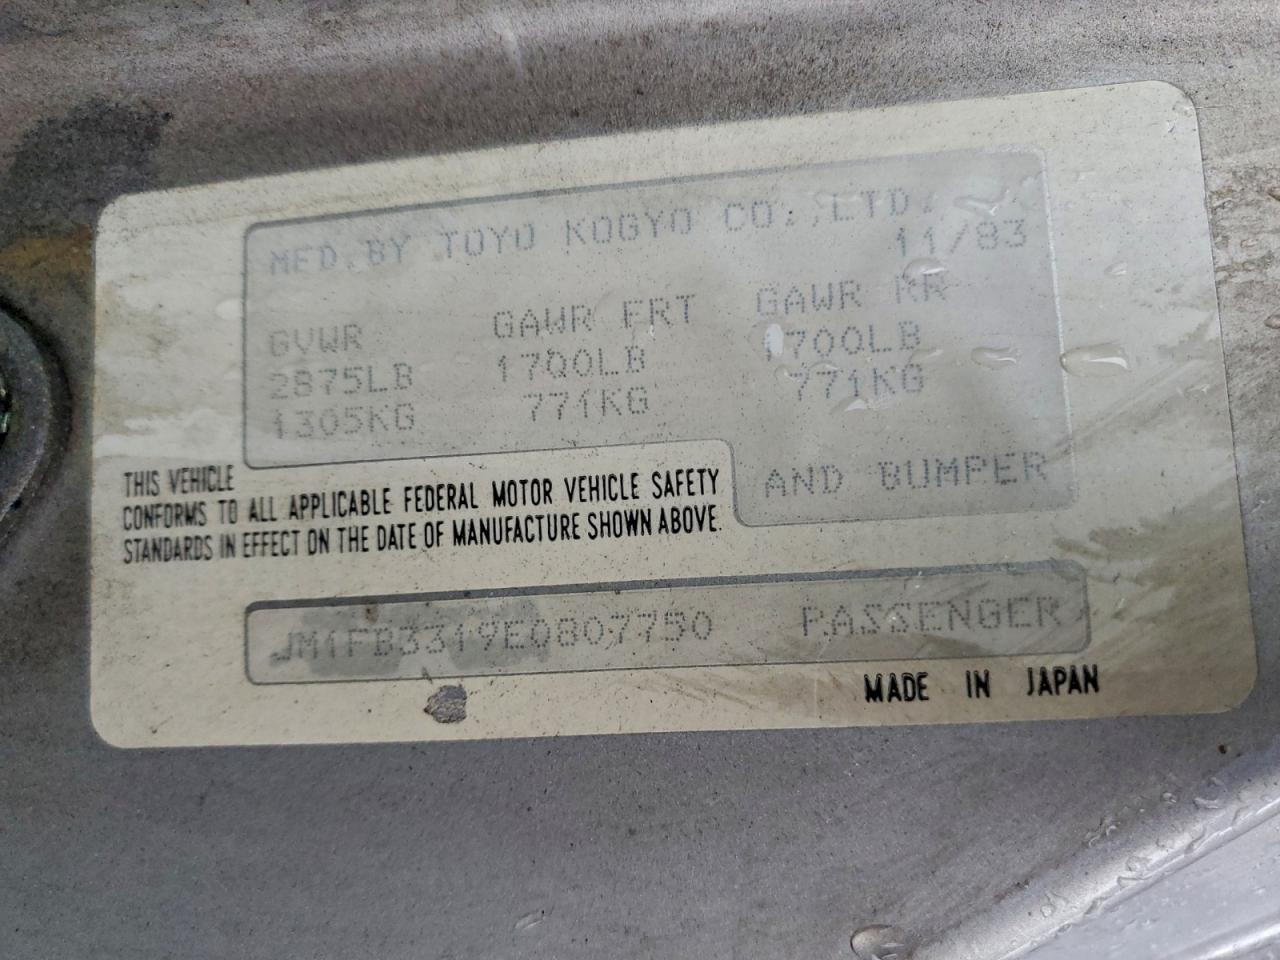 MFD.BY TOYO KOGYO CO.,LTD.
11/83
GVWR GAWR FRT GAWR RR
2875LB 1700LB 1700LB
1305KG 771KG 771KG
THIS VEHICLE
CONFORMS TO ALL APPLICABLE FEDERAL MOTOR VEHICLE SAFETY AND BUMPER
STANDARDS IN EFFECT ON THE DATE OF MANUFACTURE SHOWN ABOVE.
JM1FB3319E0807750 PASSENGER
MADE IN JAPAN